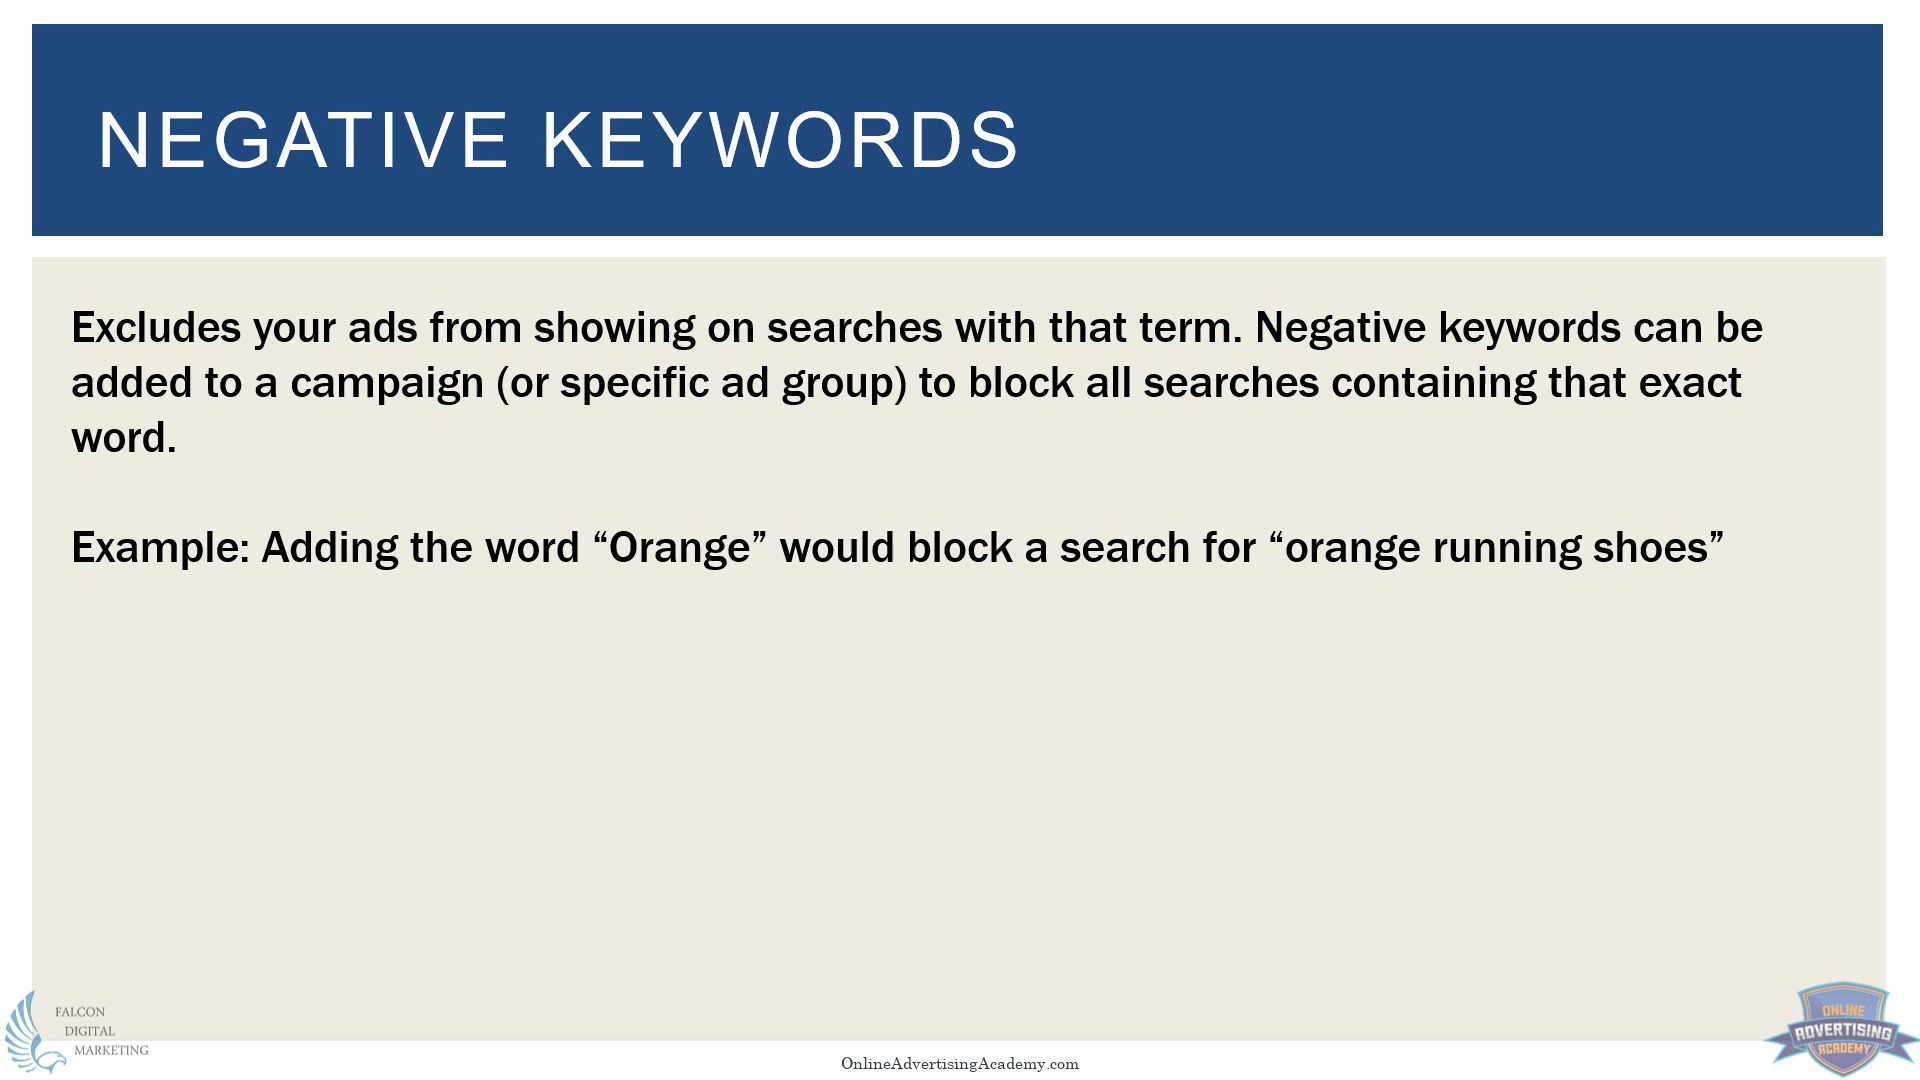 NEGATIVE KEYWORDS
Excludes your ads from showing on searches with that term. Negative keywords can be
added to a campaign (or specific ad group) to block all searches containing that exact
word.
Example: Adding the word “Orange” would block a search for “orange running shoes”
FALCON
DIGITAL
MARKETING
OnlineAdvertisingAcademy.com
ONLINE
ADVERTISING
ACADEMY